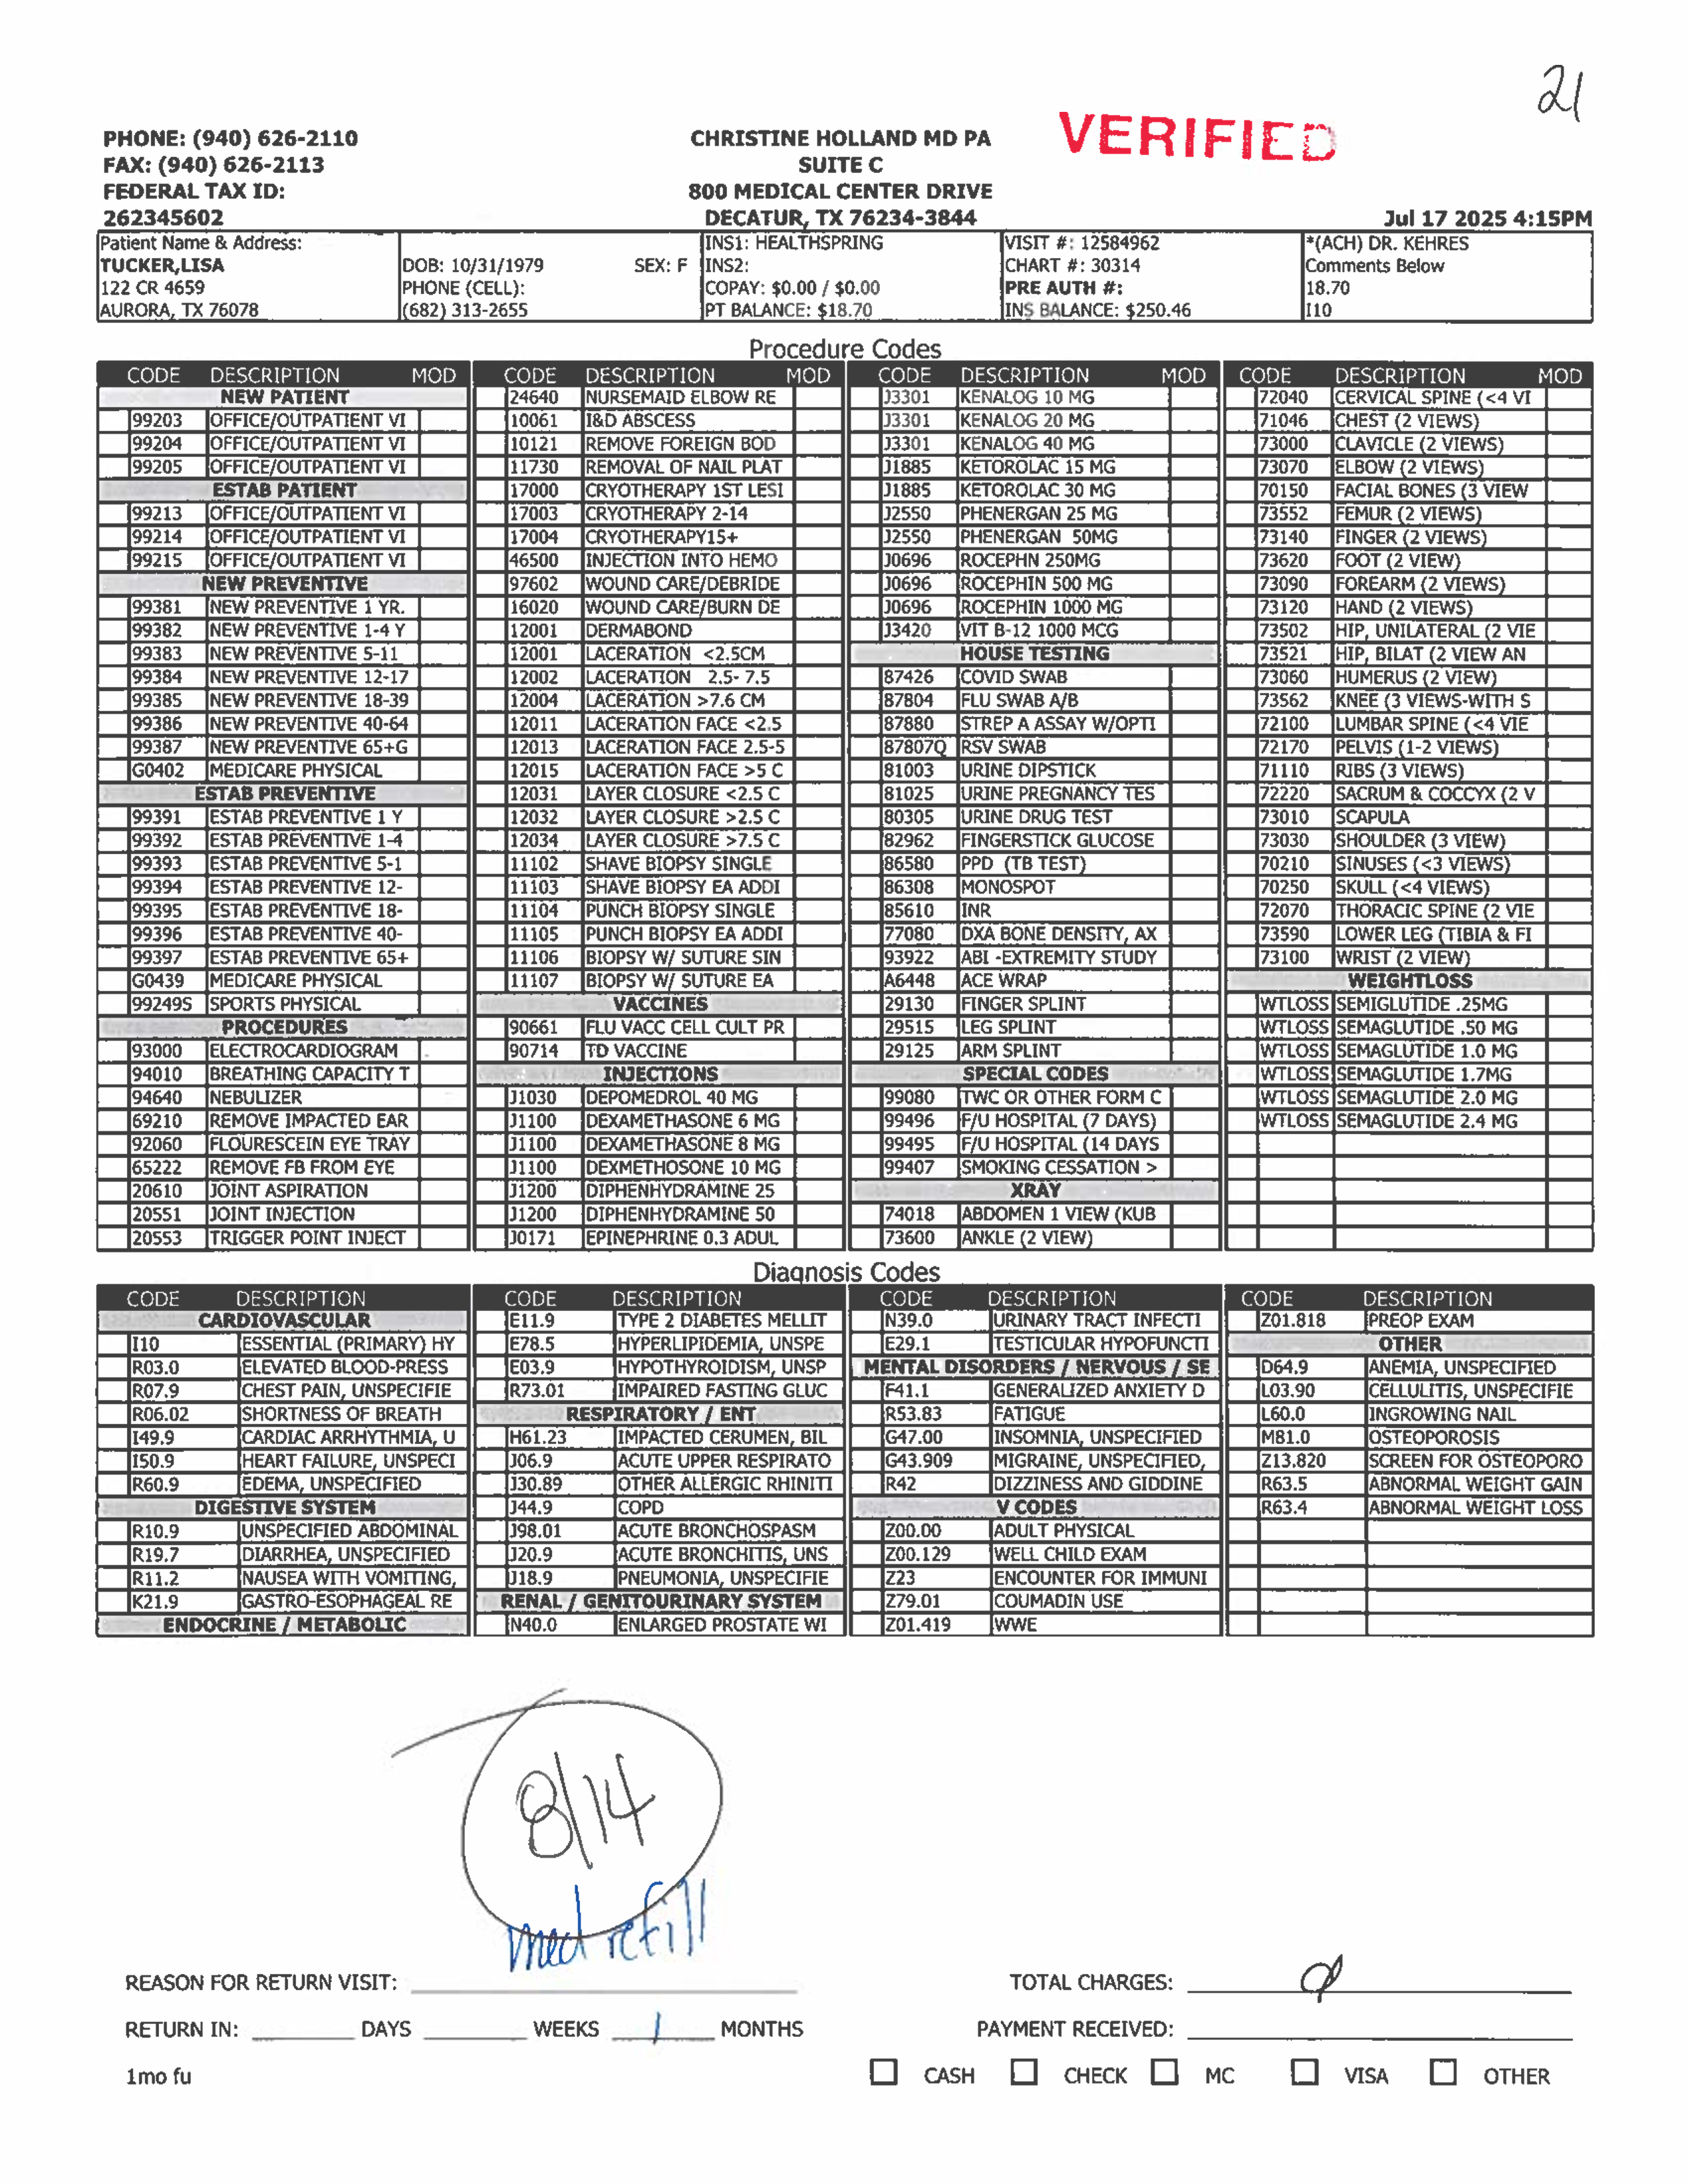 21
PHONE: (940) 626-2110
FAX: (940) 626-2113
FEDERAL TAX ID:
262345602
CHRISTINE HOLLAND MD PA
SUITE C
800 MEDICAL CENTER DRIVE
DECATUR, TX 76234-3844
VERIFIED
Jul 17 2025 4:15PM
Patient Name & Address:
TUCKER,LISA
122 CR 4659
AURORA, TX 76078
DOB: 10/31/1979 SEX: F
PHONE (CELL):
(682) 313-2655
INS1: HEALTHSPRING
INS2:
COPAY: $0.00 / $0.00
PT BALANCE: $18.70
VISIT #: 12584962
CHART #: 30314
PRE AUTH #:
INS BALANCE: $250.46
*(ACH) DR. KEHRES
Comments Below
18.70
I10
Procedure Codes
CODE DESCRIPTION MOD
NEW PATIENT
99203 OFFICE/OUTPATIENT VI
99204 OFFICE/OUTPATIENT VI
99205 OFFICE/OUTPATIENT VI
ESTAB PATIENT
99213 OFFICE/OUTPATIENT VI
99214 OFFICE/OUTPATIENT VI
99215 OFFICE/OUTPATIENT VI
NEW PREVENTIVE
99381 NEW PREVENTIVE 1 YR.
99382 NEW PREVENTIVE 1-4 Y
99383 NEW PREVENTIVE 5-11
99384 NEW PREVENTIVE 12-17
99385 NEW PREVENTIVE 18-39
99386 NEW PREVENTIVE 40-64
99387 NEW PREVENTIVE 65+G
G0402 MEDICARE PHYSICAL
ESTAB PREVENTIVE
99391 ESTAB PREVENTIVE 1 Y
99392 ESTAB PREVENTIVE 1-4
99393 ESTAB PREVENTIVE 5-1
99394 ESTAB PREVENTIVE 12-
99395 ESTAB PREVENTIVE 18-
99396 ESTAB PREVENTIVE 40-
99397 ESTAB PREVENTIVE 65+
G0439 MEDICARE PHYSICAL
99249S SPORTS PHYSICAL
PROCEDURES
93000 ELECTROCARDIOGRAM
94010 BREATHING CAPACITY T
94640 NEBULIZER
69210 REMOVE IMPACTED EAR
92060 FLOURESCEIN EYE TRAY
65222 REMOVE FB FROM EYE
20610 JOINT ASPIRATION
20551 JOINT INJECTION
20553 TRIGGER POINT INJECT
CODE DESCRIPTION MOD
24640 NURSEMAID ELBOW RE
10061 I&D ABSCESS
10121 REMOVE FOREIGN BOD
11730 REMOVAL OF NAIL PLAT
17000 CRYOTHERAPY 1ST LESI
17003 CRYOTHERAPY 2-14
17004 CRYOTHERAPY15+
46500 INJECTION INTO HEMO
97602 WOUND CARE/DEBRIDE
16020 WOUND CARE/BURN DE
12001 DERMABOND
12001 LACERATION <2.5CM
12002 LACERATION 2.5- 7.5
12004 LACERATION >7.6 CM
12011 LACERATION FACE <2.5
12013 LACERATION FACE 2.5-5
12015 LACERATION FACE >5 C
12031 LAYER CLOSURE <2.5 C
12032 LAYER CLOSURE >2.5 C
12034 LAYER CLOSURE >7.5 C
11102 SHAVE BIOPSY SINGLE
11103 SHAVE BIOPSY EA ADDI
11104 PUNCH BIOPSY SINGLE
11105 PUNCH BIOPSY EA ADDI
11106 BIOPSY W/ SUTURE SIN
11107 BIOPSY W/ SUTURE EA
VACCINES
90661 FLU VACC CELL CULT PR
90714 TD VACCINE
INJECTIONS
J1030 DEPOMEDROL 40 MG
J1100 DEXAMETHASONE 6 MG
J1100 DEXAMETHASONE 8 MG
J1100 DEXMETHOSONE 10 MG
J1200 DIPHENHYDRAMINE 25
J1200 DIPHENHYDRAMINE 50
J0171 EPINEPHRINE 0.3 ADUL
CODE DESCRIPTION MOD
J3301 KENALOG 10 MG
J3301 KENALOG 20 MG
J3301 KENALOG 40 MG
J1885 KETOROLAC 15 MG
J1885 KETOROLAC 30 MG
J2550 PHENERGAN 25 MG
J2550 PHENERGAN 50MG
J0696 ROCEPHN 250MG
J0696 ROCEPHIN 500 MG
J0696 ROCEPHIN 1000 MG
J3420 VIT B-12 1000 MCG
HOUSE TESTING
87426 COVID SWAB
87804 FLU SWAB A/B
87880 STREP A ASSAY W/OPTI
87807Q RSV SWAB
81003 URINE DIPSTICK
81025 URINE PREGNANCY TES
80305 URINE DRUG TEST
82962 FINGERSTICK GLUCOSE
86580 PPD (TB TEST)
86308 MONOSPOT
85610 INR
77080 DXA BONE DENSITY, AX
93922 ABI -EXTREMITY STUDY
A6448 ACE WRAP
29130 FINGER SPLINT
29515 LEG SPLINT
29125 ARM SPLINT
SPECIAL CODES
99080 TWC OR OTHER FORM C
99496 F/U HOSPITAL (7 DAYS)
99495 F/U HOSPITAL (14 DAYS
99407 SMOKING CESSATION >
XRAY
74018 ABDOMEN 1 VIEW (KUB
73600 ANKLE (2 VIEW)
CODE DESCRIPTION MOD
72040 CERVICAL SPINE (<4 VI
71046 CHEST (2 VIEWS)
73000 CLAVICLE (2 VIEWS)
73070 ELBOW (2 VIEWS)
70150 FACIAL BONES (3 VIEW
73552 FEMUR (2 VIEWS)
73140 FINGER (2 VIEWS)
73620 FOOT (2 VIEW)
73090 FOREARM (2 VIEWS)
73120 HAND (2 VIEWS)
73502 HIP, UNILATERAL (2 VIE
73521 HIP, BILAT (2 VIEW AN
73060 HUMERUS (2 VIEW)
73562 KNEE (3 VIEWS-WITH S
72100 LUMBAR SPINE (<4 VIE
72170 PELVIS (1-2 VIEWS)
71110 RIBS (3 VIEWS)
72220 SACRUM & COCCYX (2 V
73010 SCAPULA
73030 SHOULDER (3 VIEW)
70210 SINUSES (<3 VIEWS)
70250 SKULL (<4 VIEWS)
72070 THORACIC SPINE (2 VIE
73590 LOWER LEG (TIBIA & FI
73100 WRIST (2 VIEW)
WEIGHTLOSS
WTLOSS SEMIGLUTIDE .25MG
WTLOSS SEMAGLUTIDE .50 MG
WTLOSS SEMAGLUTIDE 1.0 MG
WTLOSS SEMAGLUTIDE 1.7MG
WTLOSS SEMAGLUTIDE 2.0 MG
WTLOSS SEMAGLUTIDE 2.4 MG
Diagnosis Codes
CODE DESCRIPTION
CARDIOVASCULAR
I10 ESSENTIAL (PRIMARY) HY
R03.0 ELEVATED BLOOD-PRESS
R07.9 CHEST PAIN, UNSPECIFIE
R06.02 SHORTNESS OF BREATH
I49.9 CARDIAC ARRHYTHMIA, U
I50.9 HEART FAILURE, UNSPECI
R60.9 EDEMA, UNSPECIFIED
DIGESTIVE SYSTEM
R10.9 UNSPECIFIED ABDOMINAL
R19.7 DIARRHEA, UNSPECIFIED
R11.2 NAUSEA WITH VOMITING,
K21.9 GASTRO-ESOPHAGEAL RE
ENDOCRINE / METABOLIC
CODE DESCRIPTION
E11.9 TYPE 2 DIABETES MELLIT
E78.5 HYPERLIPIDEMIA, UNSPE
E03.9 HYPOTHYROIDISM, UNSP
R73.01 IMPAIRED FASTING GLUC
RESPIRATORY / ENT
H61.23 IMPACTED CERUMEN, BIL
J06.9 ACUTE UPPER RESPIRATO
J30.89 OTHER ALLERGIC RHINITI
J44.9 COPD
J98.01 ACUTE BRONCHOSPASM
J20.9 ACUTE BRONCHITIS, UNS
J18.9 PNEUMONIA, UNSPECIFIE
RENAL / GENITOURINARY SYSTEM
N40.0 ENLARGED PROSTATE WI
CODE DESCRIPTION
N39.0 URINARY TRACT INFECTI
E29.1 TESTICULAR HYPOFUNCTI
MENTAL DISORDERS / NERVOUS / SE
F41.1 GENERALIZED ANXIETY D
R53.83 FATIGUE
G47.00 INSOMNIA, UNSPECIFIED
G43.909 MIGRAINE, UNSPECIFIED,
R42 DIZZINESS AND GIDDINE
V CODES
Z00.00 ADULT PHYSICAL
Z00.129 WELL CHILD EXAM
Z23 ENCOUNTER FOR IMMUNI
Z79.01 COUMADIN USE
Z01.419 WWE
CODE DESCRIPTION
Z01.818 PREOP EXAM
OTHER
D64.9 ANEMIA, UNSPECIFIED
L03.90 CELLULITIS, UNSPECIFIE
L60.0 INGROWING NAIL
M81.0 OSTEOPOROSIS
Z13.820 SCREEN FOR OSTEOPORO
R63.5 ABNORMAL WEIGHT GAIN
R63.4 ABNORMAL WEIGHT LOSS
8/14
med refill
REASON FOR RETURN VISIT:
RETURN IN: DAYS WEEKS 1 MONTHS
1mo fu
TOTAL CHARGES:
PAYMENT RECEIVED:
CASH CHECK MC VISA OTHER